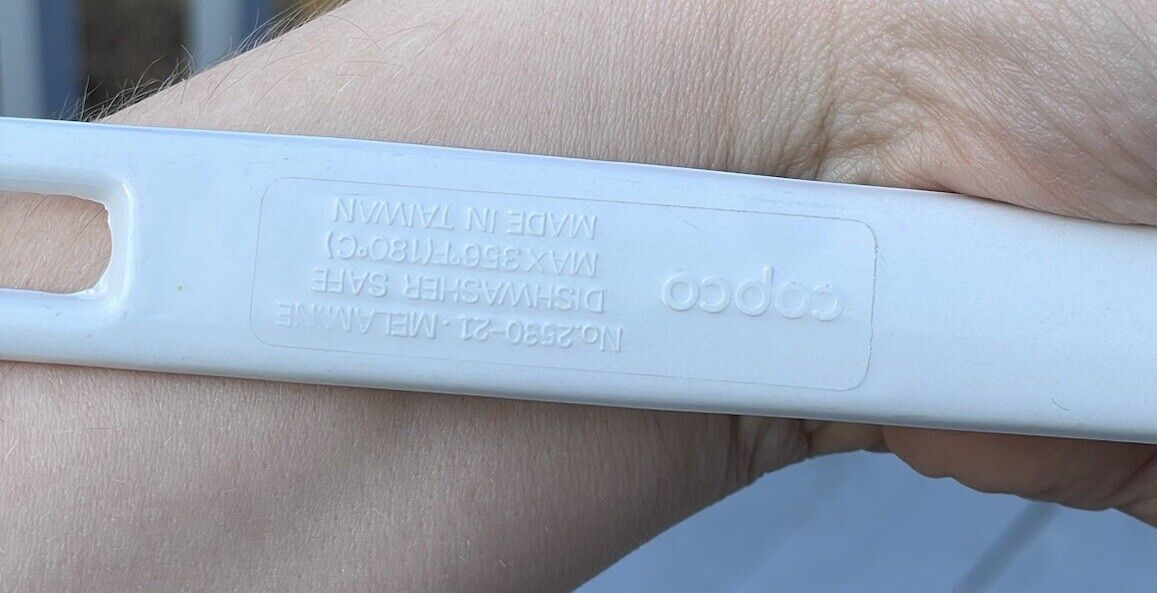 copco
No.2530-21 . MELAMINE
DISHWASHER SAFE
MAX 356°F(180°C)
MADE IN TAIWAN